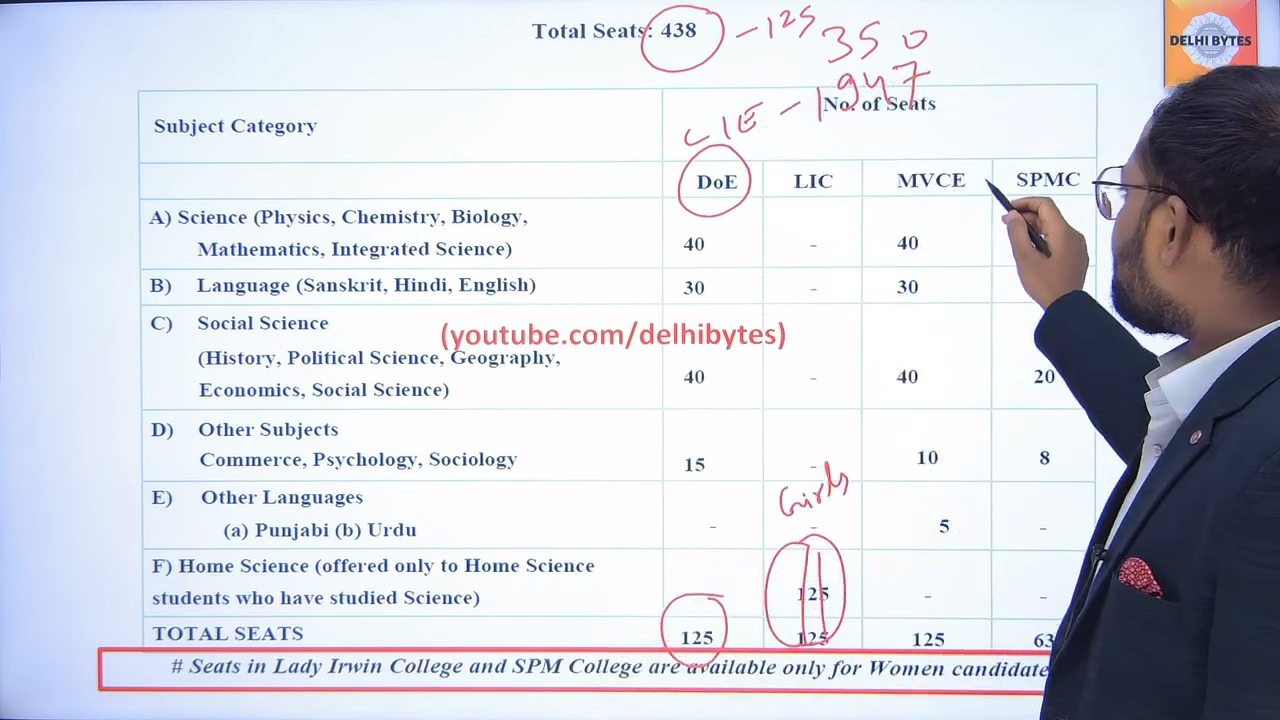 Total Seats: 438 - 125
350
DELHI BYTES
CIE - 1947
Subject Category No. of Seats
DoE LIC MVCE SPMC
A) Science (Physics, Chemistry, Biology,
Mathematics, Integrated Science) 40 - 40
B) Language (Sanskrit, Hindi, English) 30 - 30
C) Social Science
(youtube.com/delhibytes)
(History, Political Science, Geography,
Economics, Social Science) 40 - 40 20
D) Other Subjects
Commerce, Psychology, Sociology 15 - 10 8
Girls
E) Other Languages
(a) Punjabi (b) Urdu - - 5 -
F) Home Science (offered only to Home Science
students who have studied Science) 125 - -
TOTAL SEATS 125 125 125 63
# Seats in Lady Irwin College and SPM College are available only for Women candidate